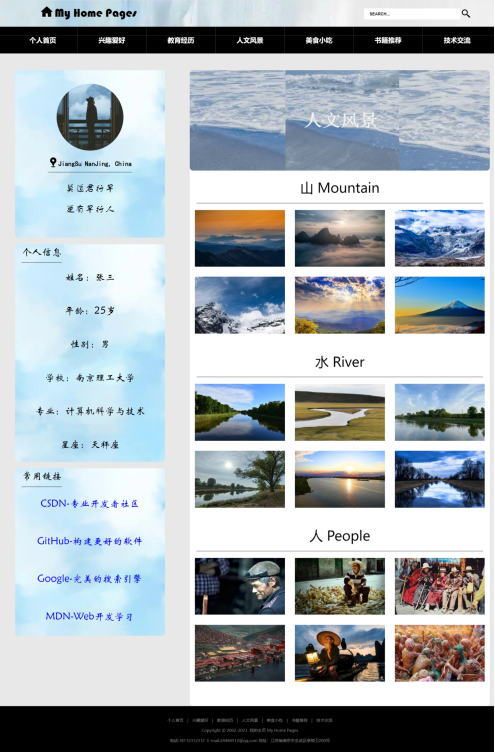 My Home Pages
SEARCH...
个人首页 兴趣爱好 教育经历 人文风景 美食小吃 书籍推荐 技术交流
JiangSu NanJing, China
莫道君行早
更有早行人
个人信息
姓名：张三
年龄：25岁
性别：男
学校：南京理工大学
专业：计算机科学与技术
星座：天秤座
常用链接
CSDN-专业开发者社区
GitHub-构建更好的软件
Google-完美的搜索引擎
MDN-Web开发学习
人文风景
山 Mountain
水 River
人 People
个人首页 | 兴趣爱好 | 教育经历 | 人文风景 | 美食小吃 | 书籍推荐 | 技术交流
Copyright © 2002-2021 我的主页 My Home Pages